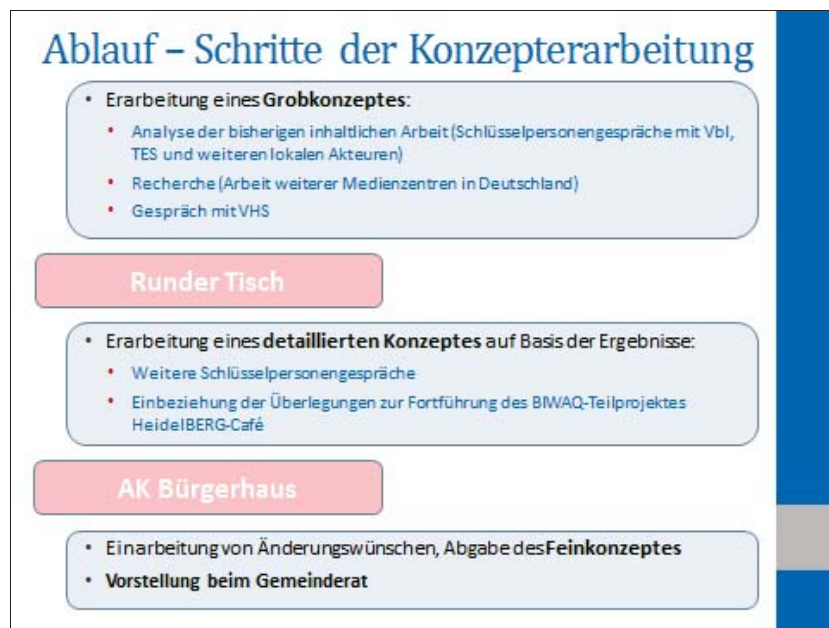 Ablauf – Schritte der Konzepterarbeitung
• Erarbeitung eines Grobkonzeptes:
• Analyse der bisherigen inhaltlichen Arbeit (Schlüsselpersonengespräche mit VbI,
TES und weiteren lokalen Akteuren)
• Recherche (Arbeit weiterer Medienzentren in Deutschland)
• Gespräch mit VHS
Runder Tisch
• Erarbeitung eines detaillierten Konzeptes auf Basis der Ergebnisse:
• Weitere Schlüsselpersonengespräche
• Einbeziehung der Überlegungen zur Fortführung des BIWAQ-Teilprojektes
HeidelBERG-Café
AK Bürgerhaus
• Einarbeitung von Änderungswünschen, Abgabe des Feinkonzeptes
• Vorstellung beim Gemeinderat